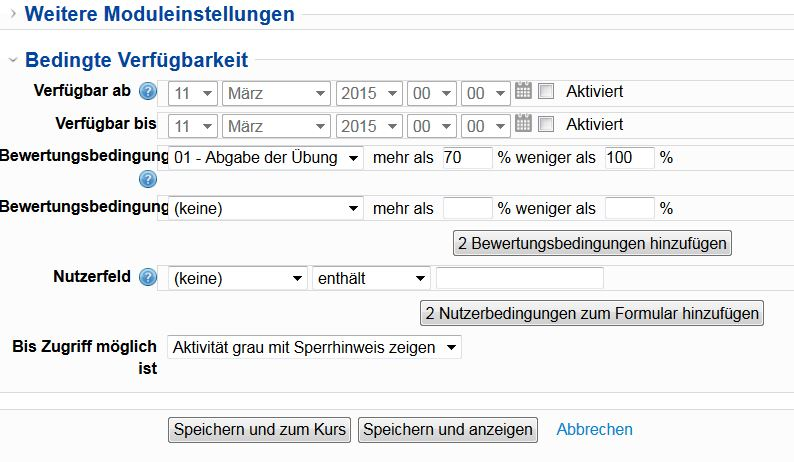 Weitere Moduleinstellungen
Bedingte Verfügbarkeit
Verfügbar ab ? 11 März 2015 00 00 Aktiviert
Verfügbar bis 11 März 2015 00 00 Aktiviert
Bewertungsbedingung 01 - Abgabe der Übung mehr als 70 % weniger als 100 %
?
Bewertungsbedingung (keine) mehr als % weniger als %
2 Bewertungsbedingungen hinzufügen
Nutzerfeld ? (keine) enthält
2 Nutzerbedingungen zum Formular hinzufügen
Bis Zugriff möglich ist Aktivität grau mit Sperrhinweis zeigen
Speichern und zum Kurs Speichern und anzeigen Abbrechen